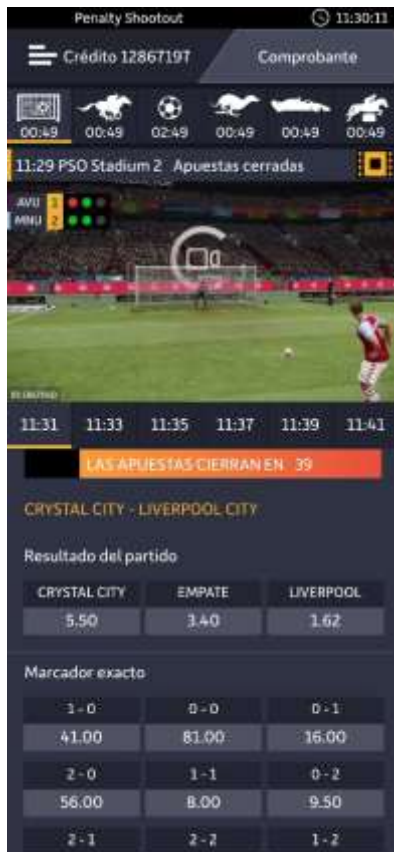 Penalty Shootout 11:30:11
Crédito 12867197 Comprobante
00:49 00:49 02:49 00:49 00:49 00:49
11:29 PSO Stadium 2 Apuestas cerradas
AVU 3
MNU 2
11:31 11:33 11:35 11:37 11:39 11:41
LAS APUESTAS CIERRAN EN 39
CRYSTAL CITY - LIVERPOOL CITY
Resultado del partido
CRYSTAL CITY EMPATE LIVERPOOL
5.50 3.40 1.62
Marcador exacto
1 - 0 0 - 0 0 - 1
41.00 81.00 16.00
2 - 0 1 - 1 0 - 2
56.00 8.00 9.50
2 - 1 2 - 2 1 - 2